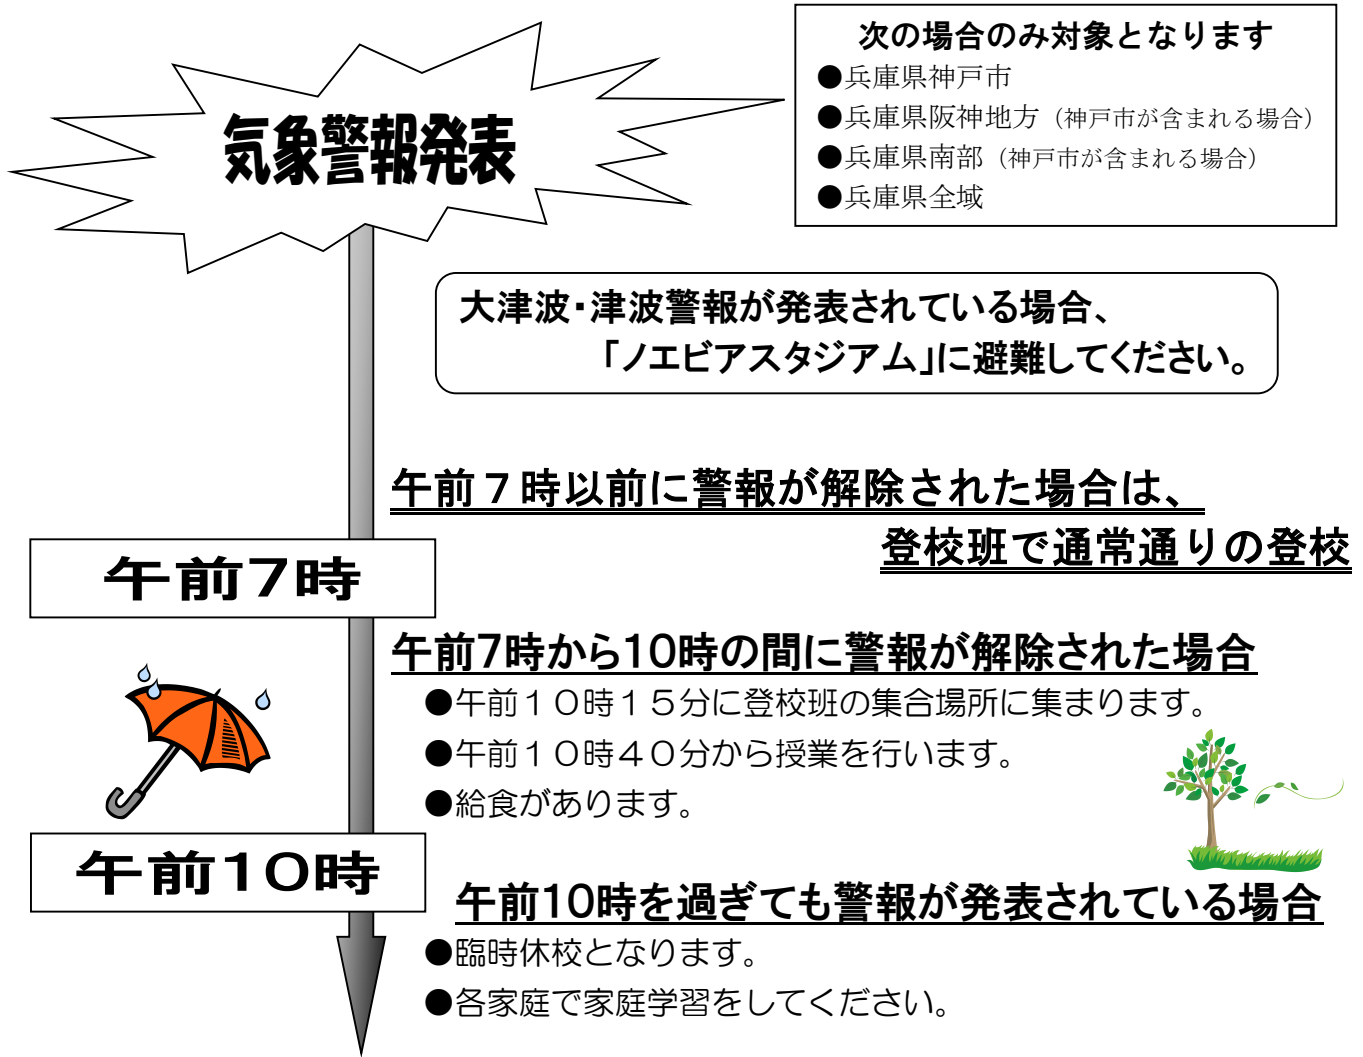 気象警報発表
次の場合のみ対象となります
●兵庫県神戸市
●兵庫県阪神地方（神戸市が含まれる場合）
●兵庫県南部（神戸市が含まれる場合）
●兵庫県全域
大津波・津波警報が発表されている場合、
「ノエビアスタジアム」に避難してください。
午前７時以前に警報が解除された場合は、
登校班で通常通りの登校
午前7時
午前7時から10時の間に警報が解除された場合
●午前１０時１５分に登校班の集合場所に集まります。
●午前１０時４０分から授業を行います。
●給食があります。
午前10時
午前10時を過ぎても警報が発表されている場合
●臨時休校となります。
●各家庭で家庭学習をしてください。